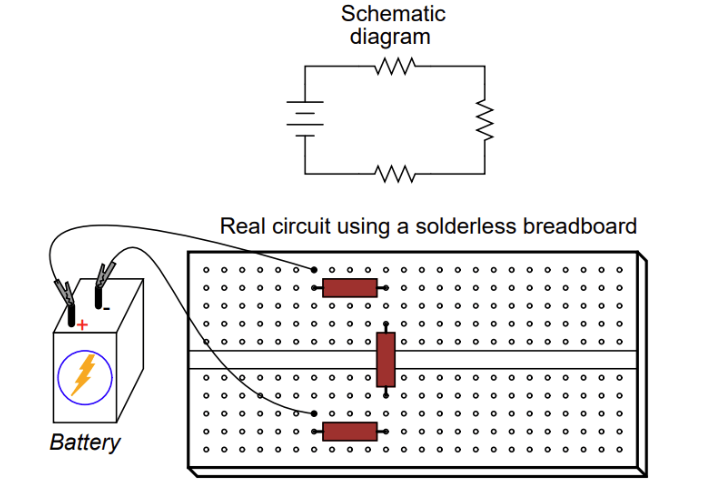 Schematic
diagram
Real circuit using a solderless breadboard
-
+
Battery